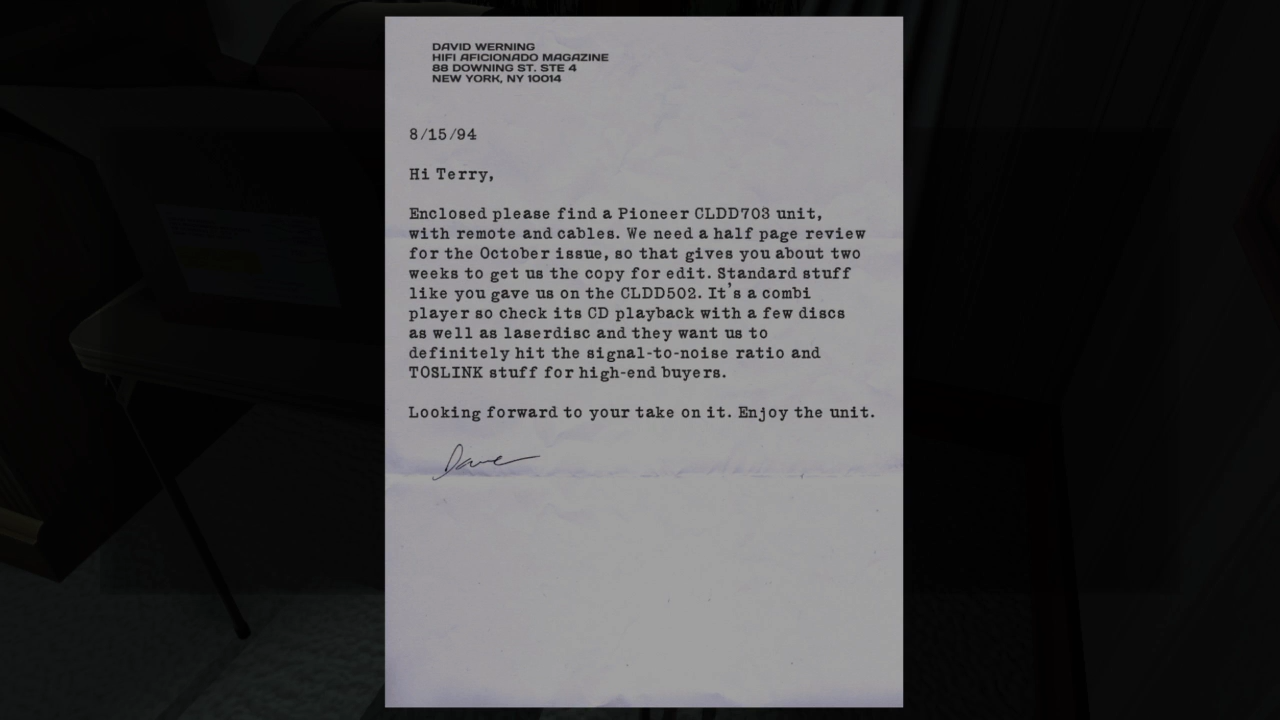 DAVID WERNING
HIFI AFICIONADO MAGAZINE
88 DOWNING ST. STE 4
NEW YORK, NY 10014
8/15/94
Hi Terry,
Enclosed please find a Pioneer CLDD703 unit,
with remote and cables. We need a half page review
for the October issue, so that gives you about two
weeks to get us the copy for edit. Standard stuff
like you gave us on the CLDD502. It's a combi
player so check its CD playback with a few discs
as well as laserdisc and they want us to
definitely hit the signal-to-noise ratio and
TOSLINK stuff for high-end buyers.
Looking forward to your take on it. Enjoy the unit.
Dave